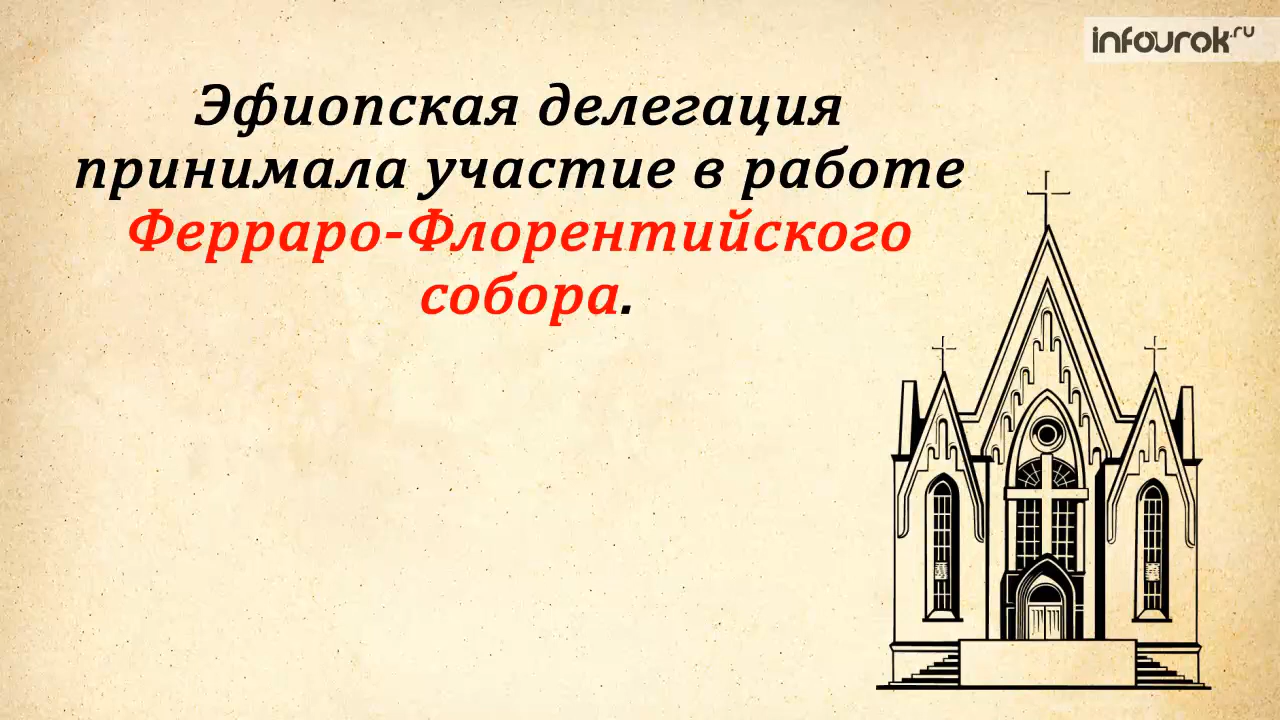 infourok.ru
Эфиопская делегация
принимала участие в работе
Ферраро-Флорентийского
собора.